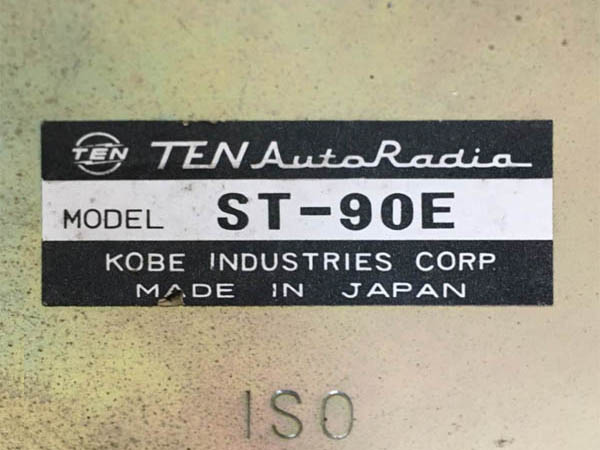 TEN TEN AutoRadio
MODEL ST-90E
KOBE INDUSTRIES CORP
MADE IN JAPAN
ISO